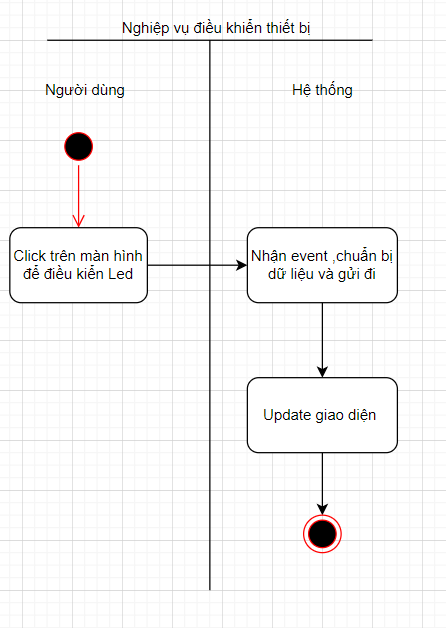 Nghiệp vụ điều khiển thiết bị
Người dùng
Hệ thống
Click trên màn hình
để điều kiển Led
Nhận event ,chuẩn bị
dữ liệu và gửi đi
Update giao diện